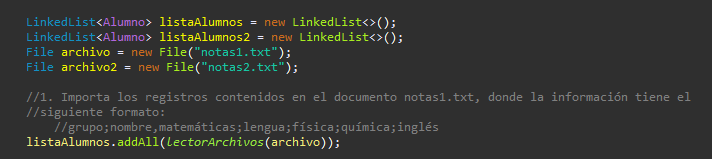 LinkedList<Alumno> listaAlumnos = new LinkedList<>();
LinkedList<Alumno> listaAlumnos2 = new LinkedList<>();
File archivo = new File("notas1.txt");
File archivo2 = new File("notas2.txt");
//1. Importa los registros contenidos en el documento notas1.txt, donde la información tiene el
//siguiente formato:
//grupo;nombre,matemáticas;lengua;física;química;inglés
listaAlumnos.addAll(lectorArchivos(archivo));